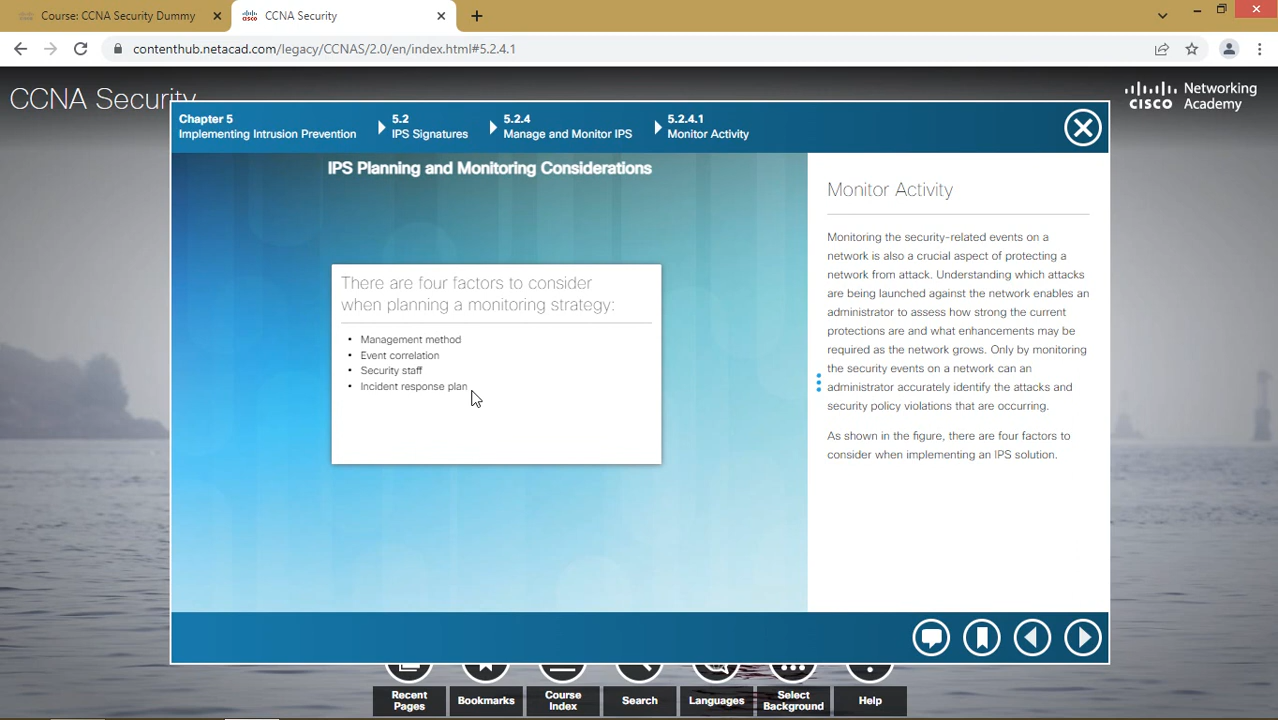 Course: CCNA Security Dummy
CCNA Security
contenthub.netacad.com/legacy/CCNAS/2.0/en/index.html#5.2.4.1
CCNA Security
Networking
CISCO Academy
Chapter 5
Implementing Intrusion Prevention
5.2
IPS Signatures
5.2.4
Manage and Monitor IPS
5.2.4.1
Monitor Activity
IPS Planning and Monitoring Considerations
There are four factors to consider
when planning a monitoring strategy:
• Management method
• Event correlation
• Security staff
• Incident response plan
Monitor Activity
Monitoring the security-related events on a
network is also a crucial aspect of protecting a
network from attack. Understanding which attacks
are being launched against the network enables an
administrator to assess how strong the current
protections are and what enhancements may be
required as the network grows. Only by monitoring
the security events on a network can an
administrator accurately identify the attacks and
security policy violations that are occurring.
As shown in the figure, there are four factors to
consider when implementing an IPS solution.
Recent
Pages
Bookmarks
Course
Index
Search
Languages
Select
Background
Help